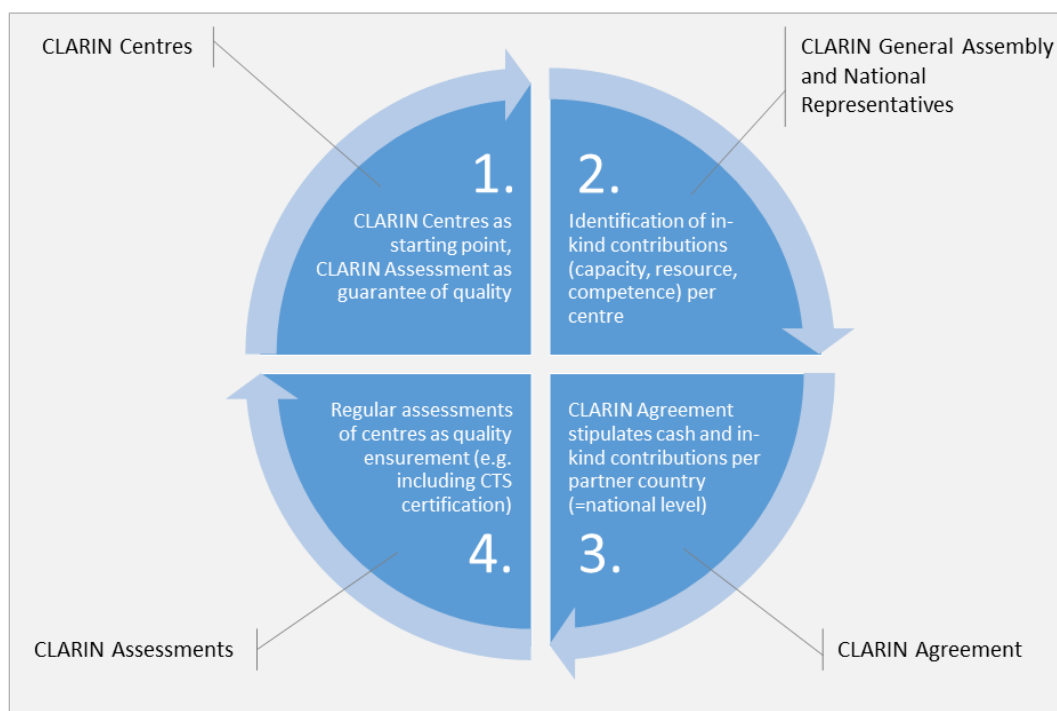 CLARIN Centres
CLARIN General Assembly
and National
Representatives
1.
CLARIN Centres as
starting point,
CLARIN Assessment as
guarantee of quality
2.
Identification of in-
kind contributions
(capacity, resource,
competence) per
centre
CLARIN Agreement
stipulates cash and in-
kind contributions per
partner country
(=national level)
3.
Regular assessments
of centres as quality
ensurement (e.g.
including CTS
certification)
4.
CLARIN Assessments
CLARIN Agreement